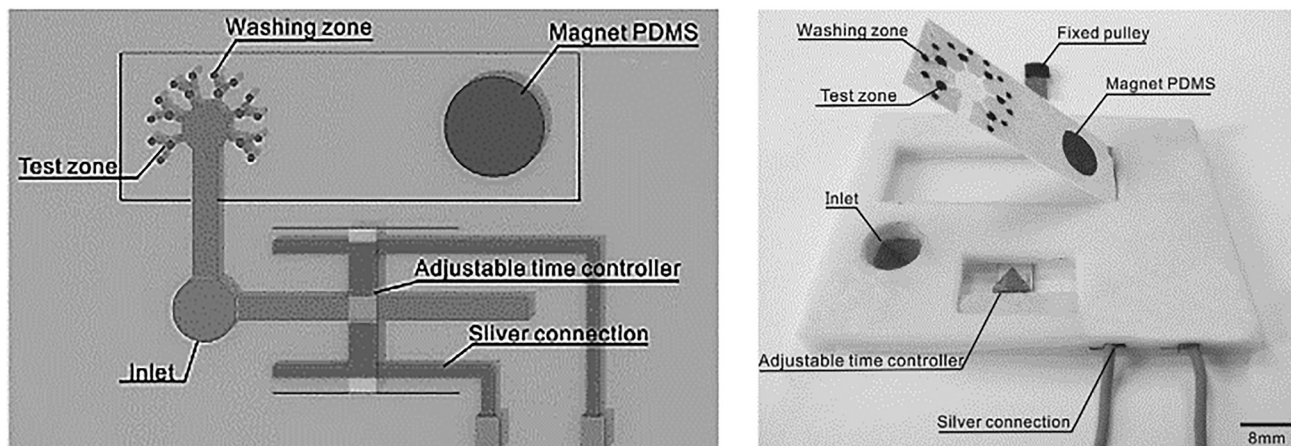 Washing zone
Magnet PDMS
Test zone
Adjustable time controller
Sliver connection
Inlet
Washing zone
Fixed pulley
Test zone
Magnet PDMS
Inlet
Adjustable time controller
Silver connection
8mm